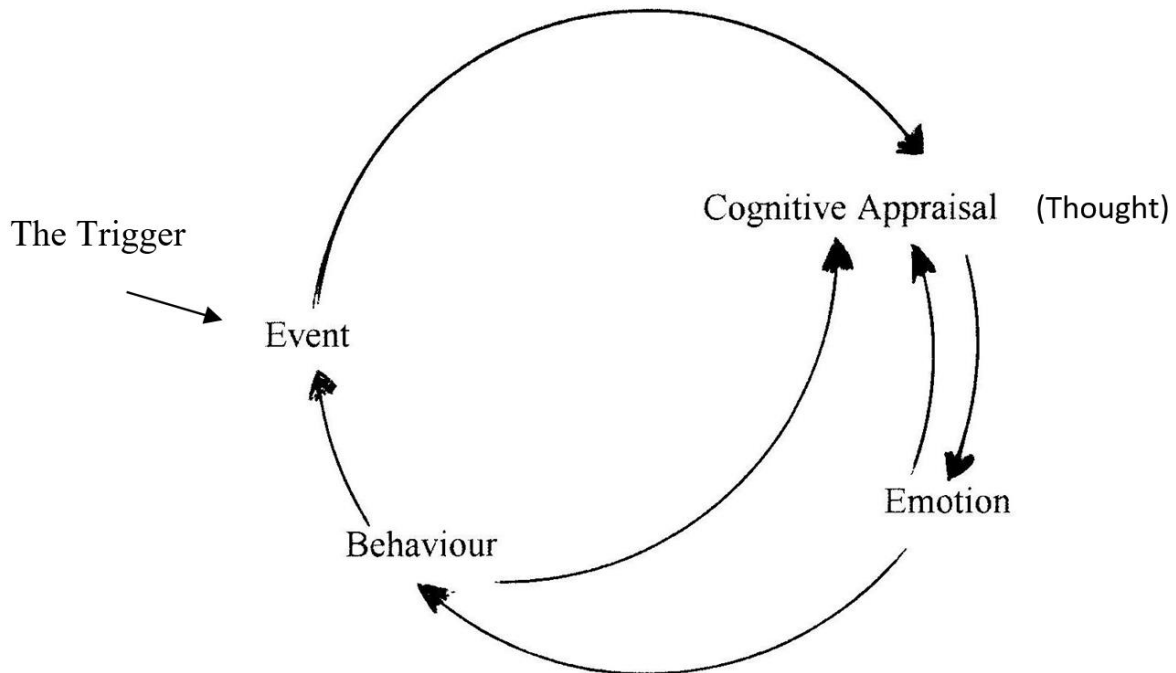 Cognitive Appraisal (Thought)
The Trigger
Event
Emotion
Behaviour